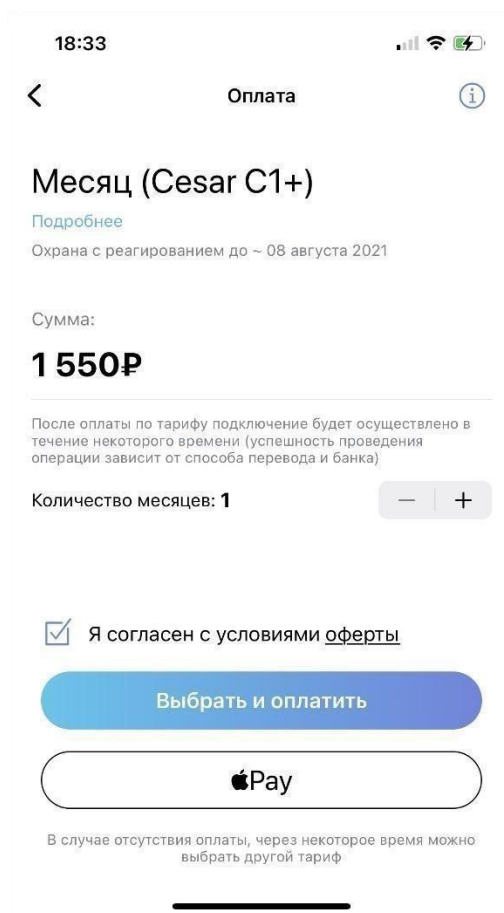 18:33
Оплата
Месяц (Cesar C1+)
Подробнее
Охрана с реагированием до ~ 08 августа 2021
Сумма:
1 550₽
После оплаты по тарифу подключение будет осуществлено в
течение некоторого времени (успешность проведения
операции зависит от способа перевода и банка)
Количество месяцев: 1
− +
Я согласен с условиями оферты
Выбрать и оплатить
Pay
В случае отсутствия оплаты, через некоторое время можно
выбрать другой тариф